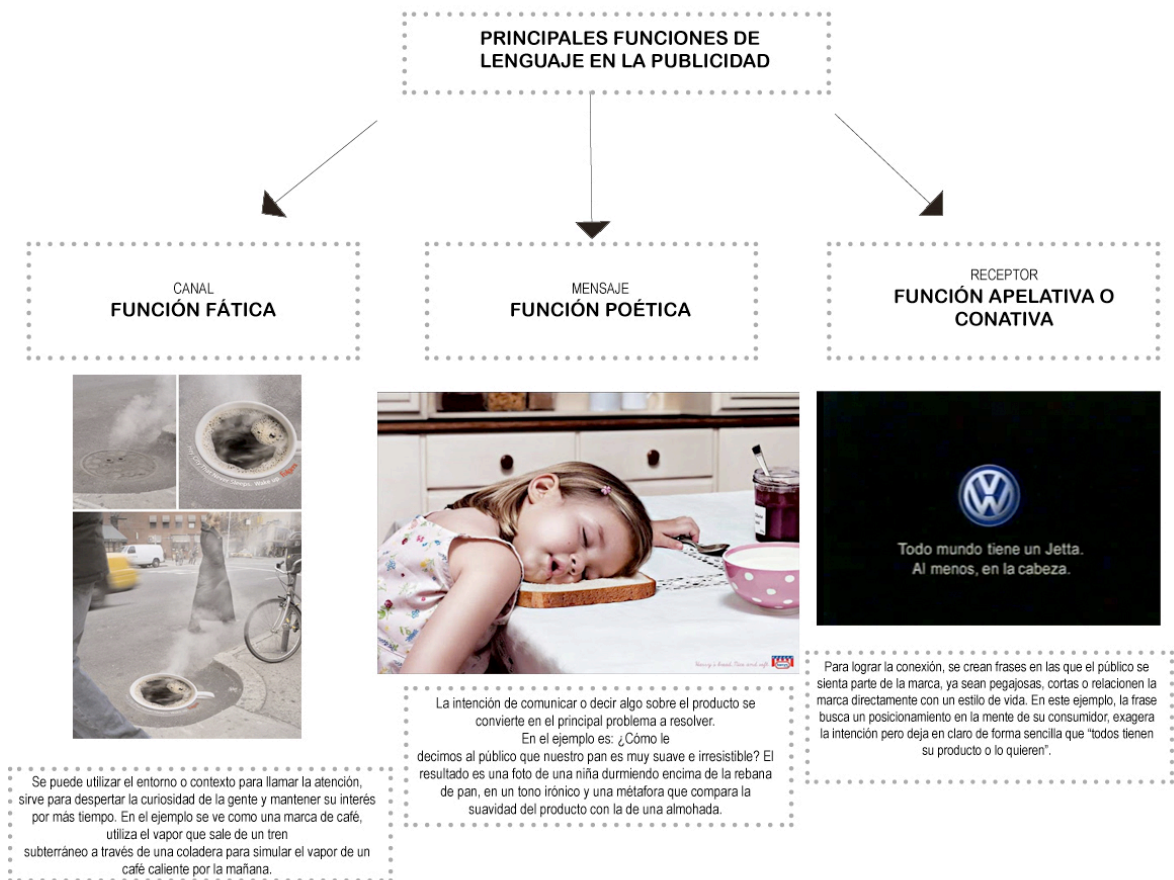 PRINCIPALES FUNCIONES DE
LENGUAJE EN LA PUBLICIDAD
CANAL
FUNCIÓN FÁTICA
MENSAJE
FUNCIÓN POÉTICA
RECEPTOR
FUNCIÓN APELATIVA O
CONATIVA
City That Never Sleeps. Wake up.
Todo mundo tiene un Jetta.
Al menos, en la cabeza.
Se puede utilizar el entorno o contexto para llamar la atención,
sirve para despertar la curiosidad de la gente y mantener su interés
por más tiempo. En el ejemplo se ve como una marca de café,
utiliza el vapor que sale de un tren
subterráneo a través de una coladera para simular el vapor de un
café caliente por la mañana.
La intención de comunicar o decir algo sobre el producto se
convierte en el principal problema a resolver.
En el ejemplo es: ¿Cómo le
decimos al público que nuestro pan es muy suave e irresistible? El
resultado es una foto de una niña durmiendo encima de la rebana
de pan, en un tono irónico y una métafora que compara la
suavidad del producto con la de una almohada.
Para lograr la conexión, se crean frases en las que el público se
sienta parte de la marca, ya sean pegajosas, cortas o relacionen la
marca directamente con un estilo de vida. En este ejemplo, la frase
busca un posicionamiento en la mente de su consumidor, exagera
la intención pero deja en claro de forma sencilla que “todos tienen
su producto o lo quieren”.